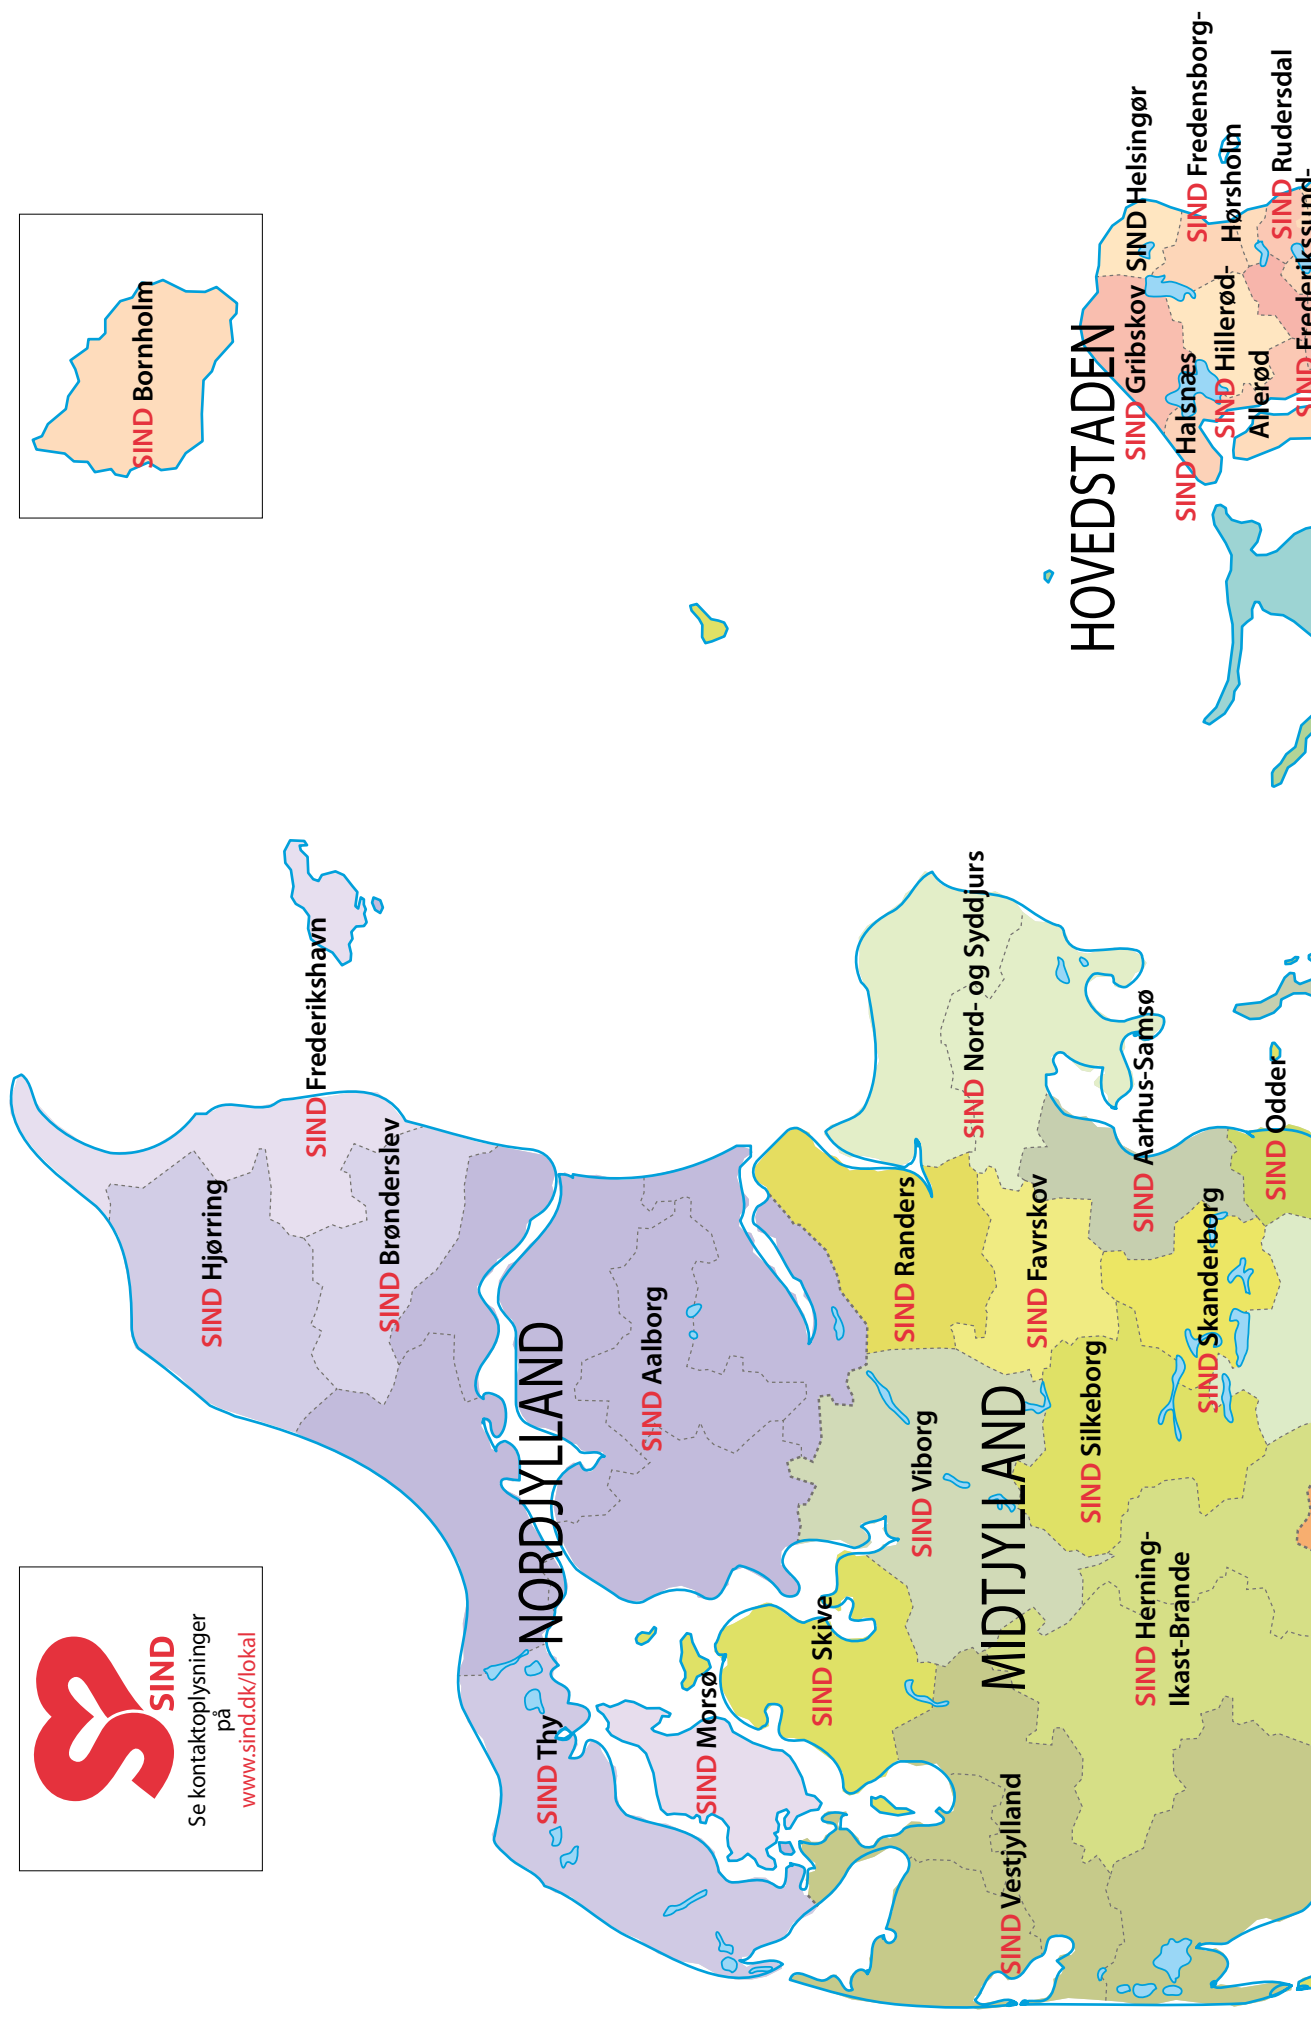 SIND
Se kontaktoplysninger
på
www.sind.dk/lokal
SIND Bornholm
SIND Hjørring
SIND Frederikshavn
SIND Brønderslev
NORDJYLLAND
SIND Thy
SIND Aalborg
SIND Morsø
SIND Skive
SIND Randers
SIND Viborg
SIND Nord- og Syddjurs
MIDTJYLLAND
SIND Vestjylland
SIND Favrskov
SIND Silkeborg
SIND Aarhus-Samsø
SIND Herning-
Ikast-Brande
SIND Skanderborg
SIND Odder
HOVEDSTADEN
SIND Gribskov
SIND Helsingør
SIND Halsnæs
SIND Fredensborg-
Hørsholm
SIND Hillerød-
Allerød
SIND Rudersdal
SIND Frederikssund-